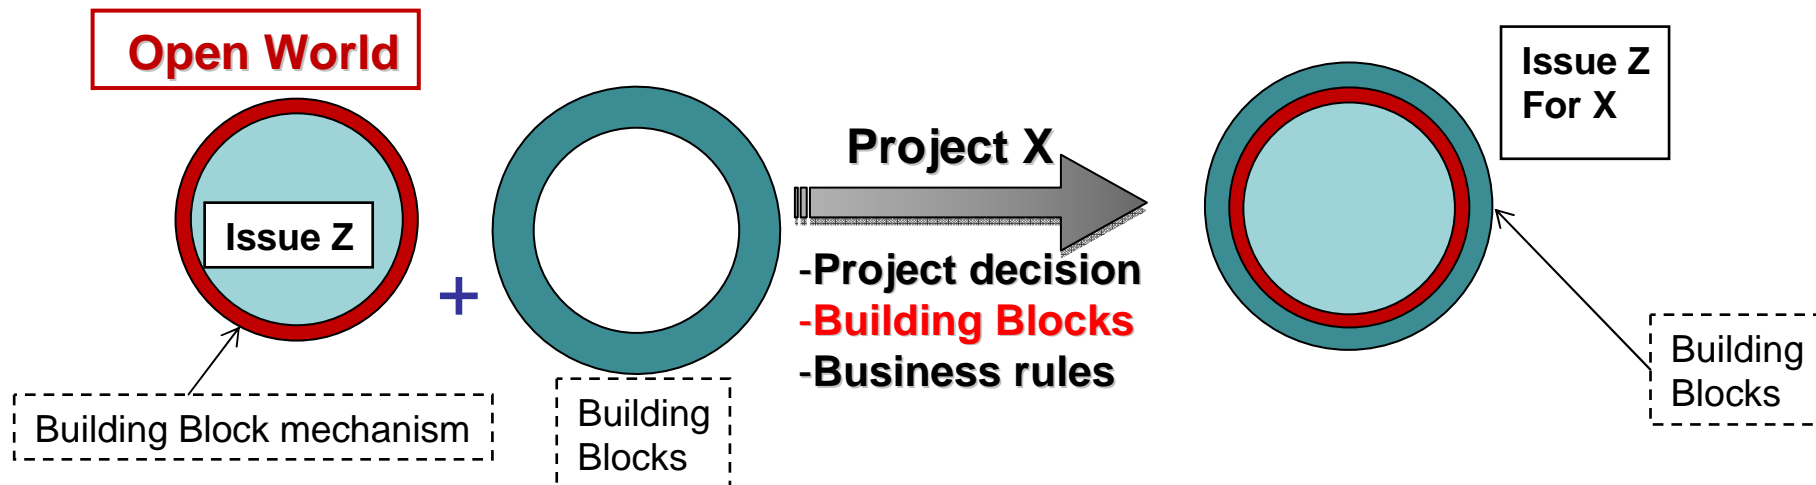 Open World
Issue Z
+
Building Block mechanism
Building
Blocks
Project X
-Project decision
-Building Blocks
-Business rules
Issue Z
For X
Building
Blocks